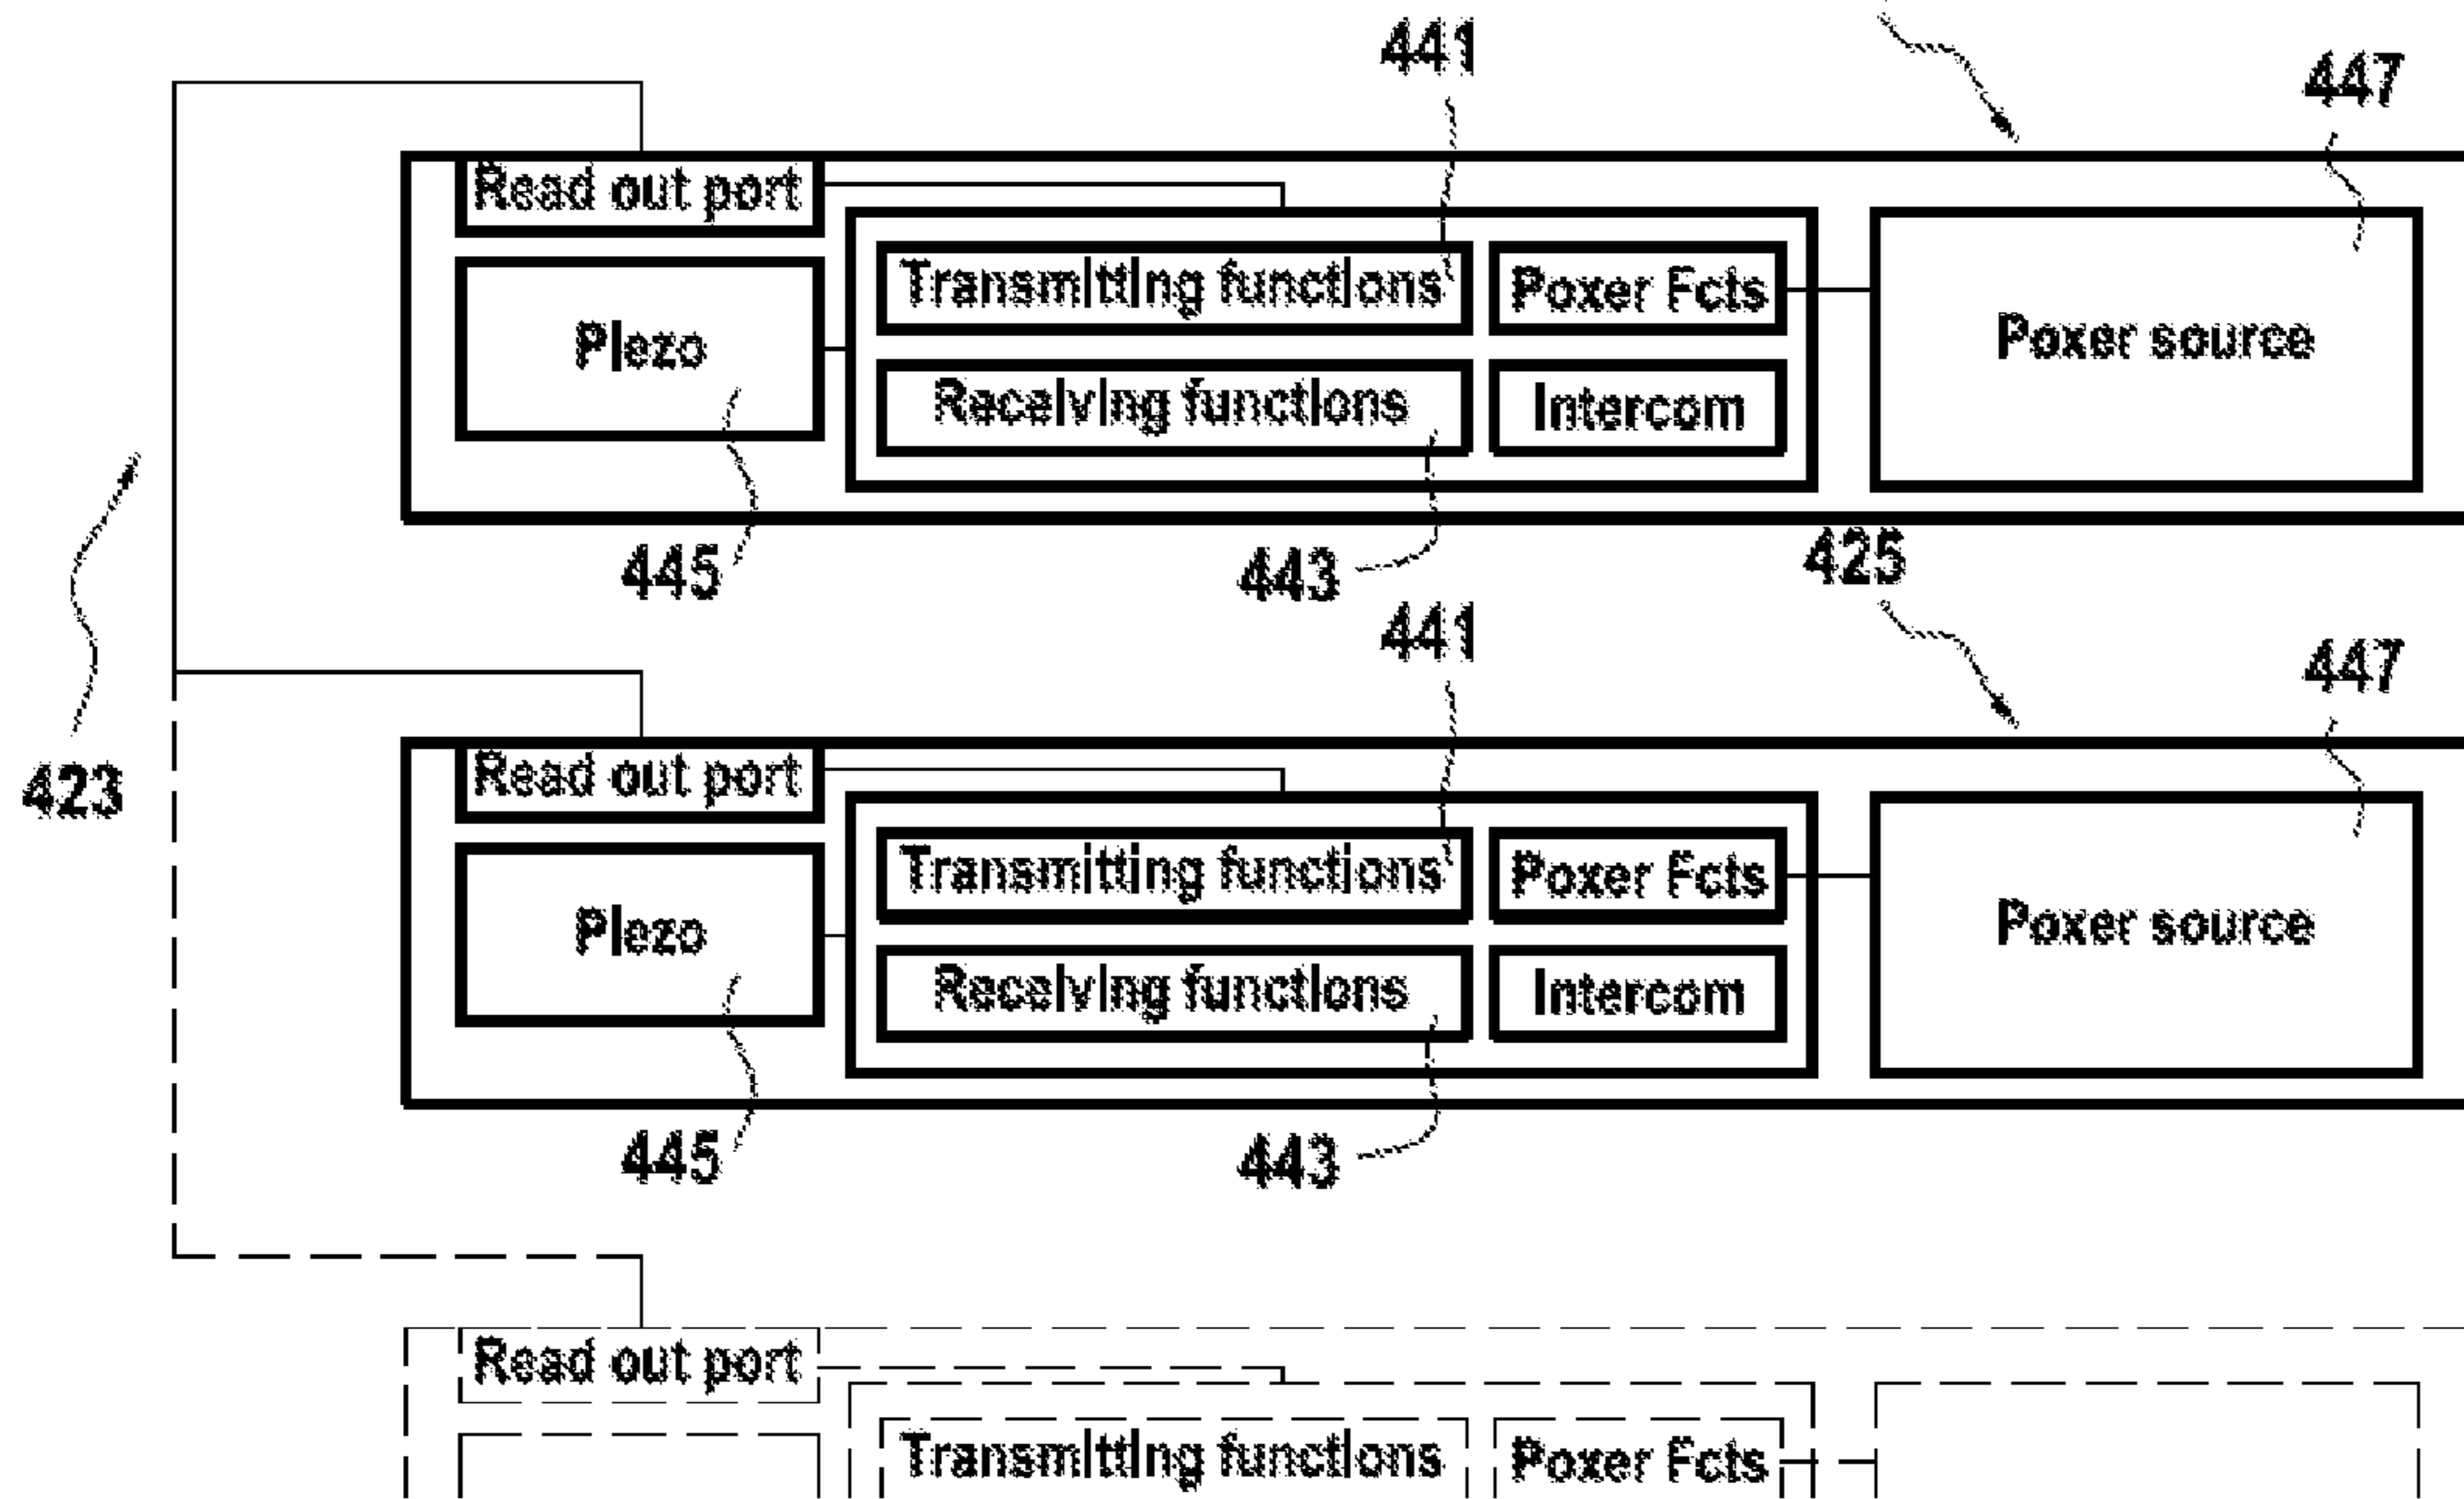 441
447
Read out port
Transmitting functions
Poxer Fcts
Piezo
Poxer source
Receiving functions
Intercom
445
443
425
441
447
423
Read out port
Transmitting functions
Poxer Fcts
Piezo
Poxer source
Receiving functions
Intercom
445
443
Read out port
Transmitting functions
Poxer Fcts